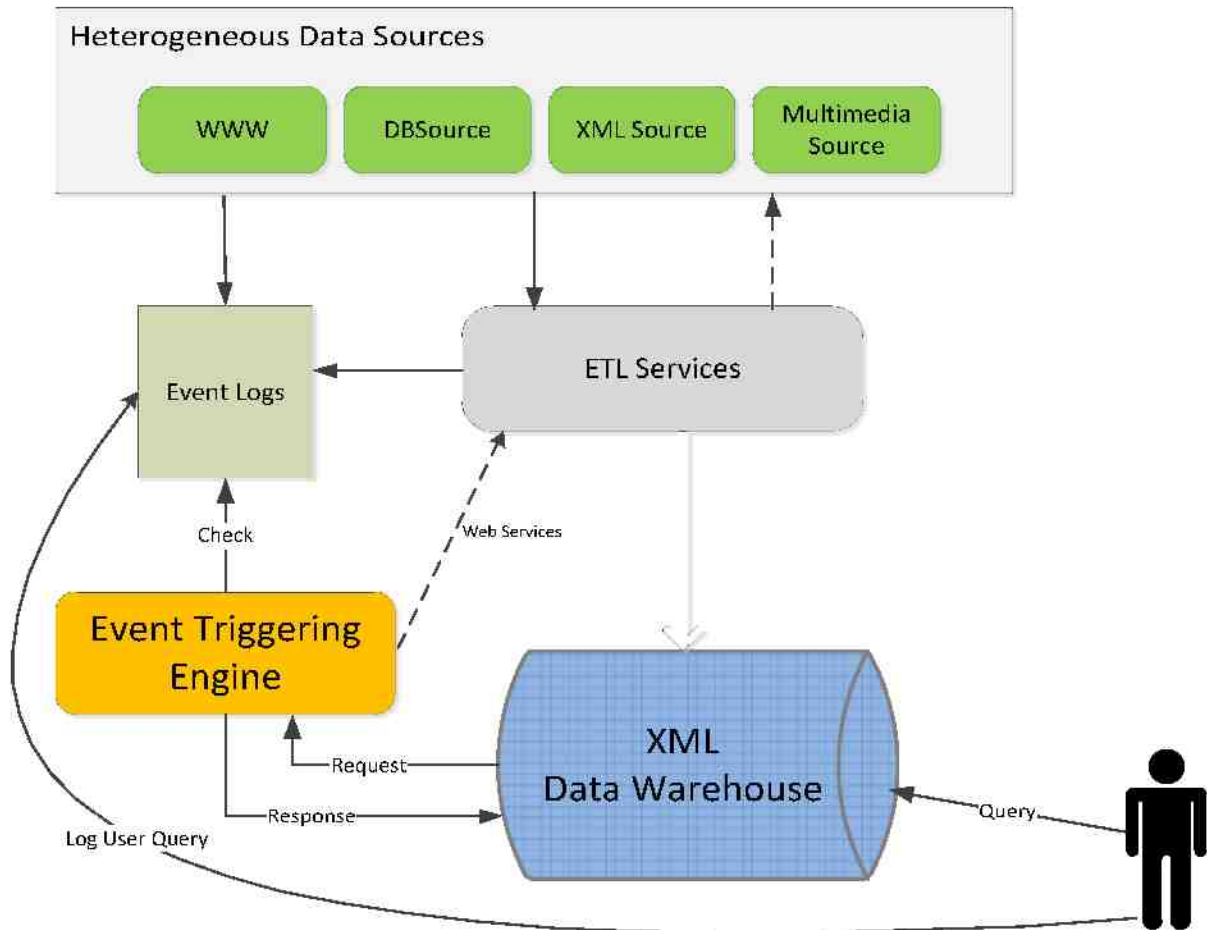 Heterogeneous Data Sources
WWW
DBSource
XML Source
Multimedia
Source
ETL Services
Event Logs
Check
Web Services
Event Triggering
Engine
XML
Data Warehouse
Request
Response
Query
Log User Query